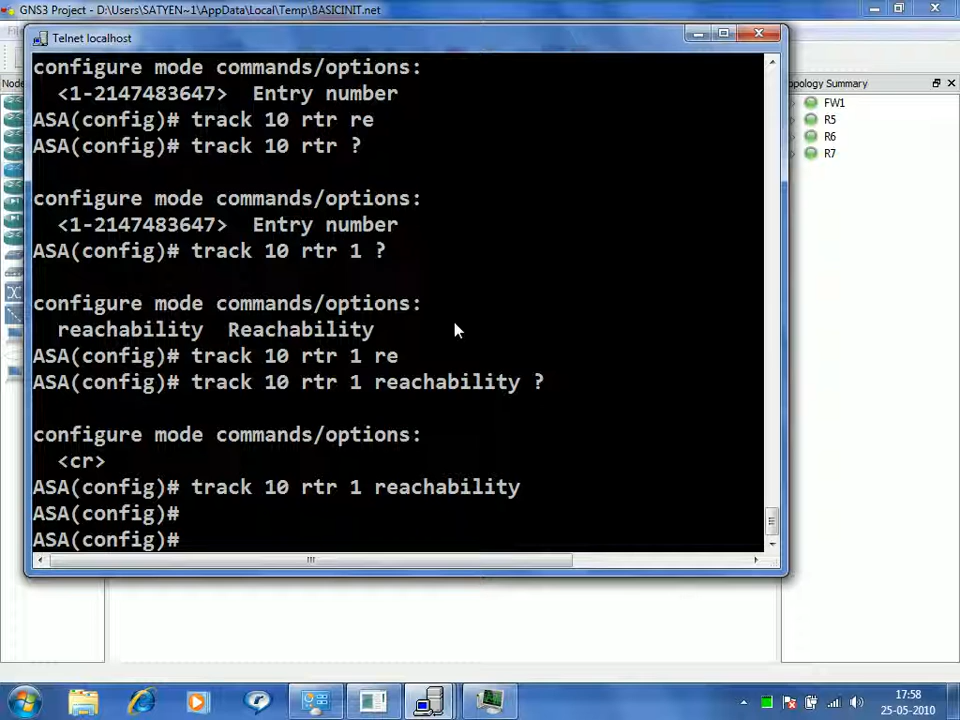 GNS3 Project - D:\Users\SATYEN~1\AppData\Local\Temp\BASICINIT.net
Telnet localhost
Topology Summary
FW1
R5
R6
R7
configure mode commands/options:
<1-2147483647>  Entry number
ASA(config)# track 10 rtr re
ASA(config)# track 10 rtr ?
configure mode commands/options:
<1-2147483647>  Entry number
ASA(config)# track 10 rtr 1 ?
configure mode commands/options:
reachability  Reachability
ASA(config)# track 10 rtr 1 re
ASA(config)# track 10 rtr 1 reachability ?
configure mode commands/options:
<cr>
ASA(config)# track 10 rtr 1 reachability
ASA(config)#
ASA(config)#
17:58
25-05-2010